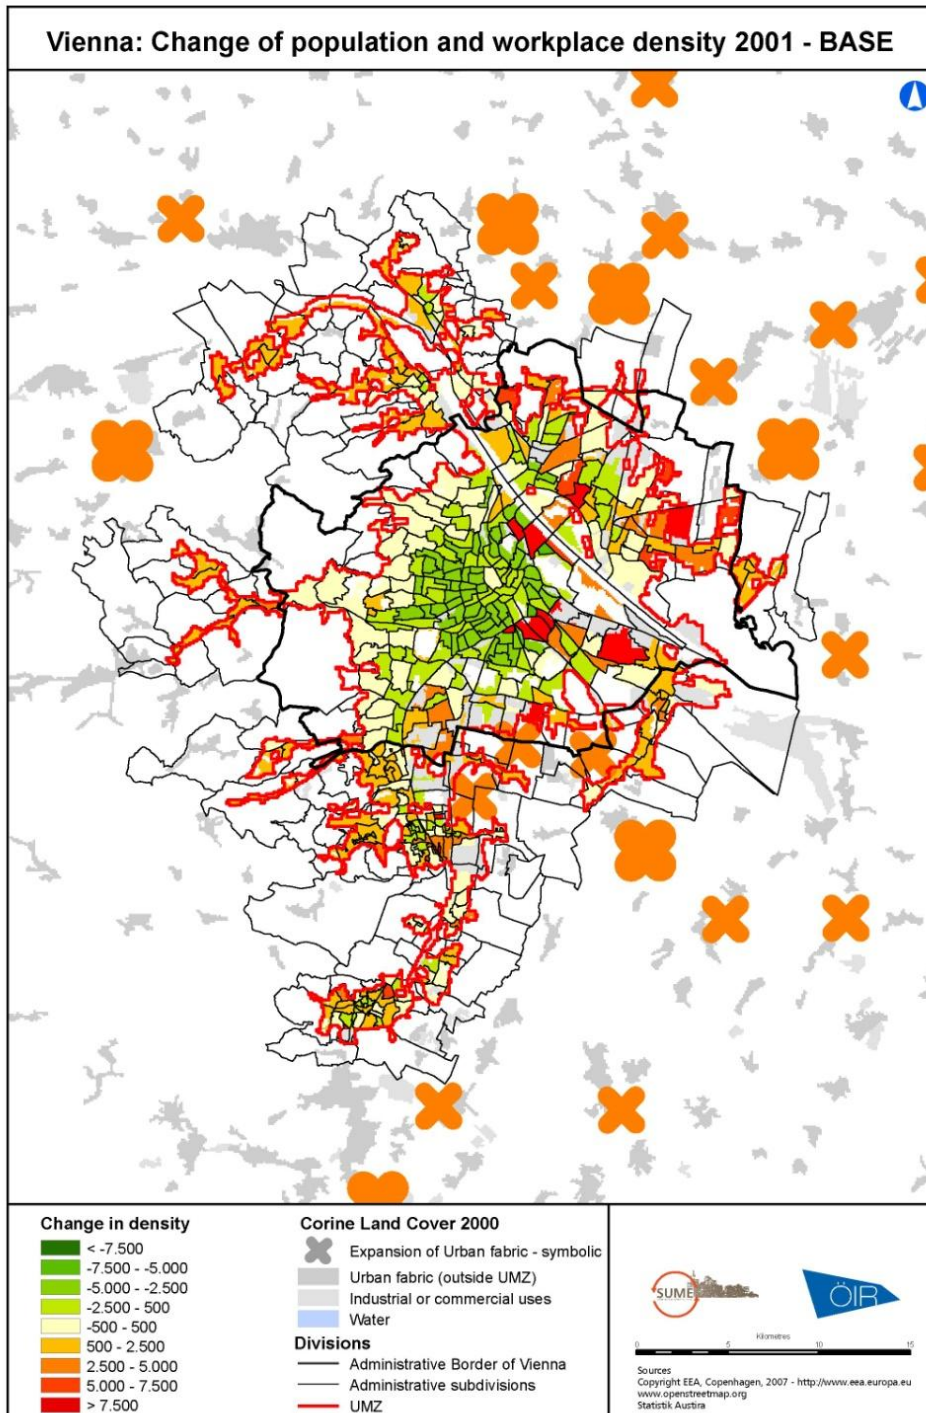 Vienna: Change of population and workplace density 2001 - BASE
Change in density
< -7.500
-7.500 - -5.000
-5.000 - -2.500
-2.500 - 500
-500 - 500
500 - 2.500
2.500 - 5.000
5.000 - 7.500
> 7.500
Corine Land Cover 2000
Expansion of Urban fabric - symbolic
Urban fabric (outside UMZ)
Industrial or commercial uses
Water
Divisions
Administrative Border of Vienna
Administrative subdivisions
UMZ
SUME
ÖIR
Kilometres
0 5 10 15
Sources
Copyright EEA, Copenhagen, 2007 - http://www.eea.europa.eu
www.openstreetmap.org
Statistik Austira